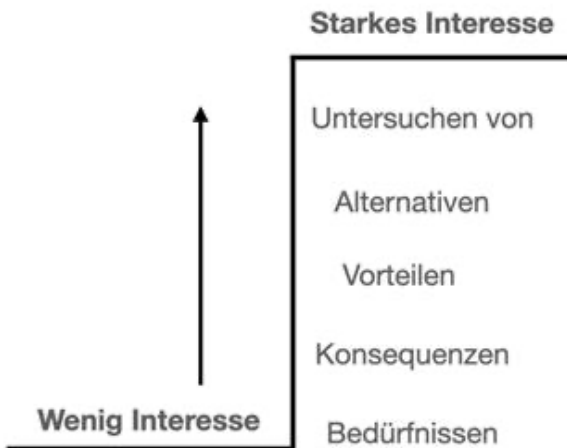 Starkes Interesse
Untersuchen von
Alternativen
Vorteilen
Konsequenzen
Wenig Interesse
Bedürfnissen